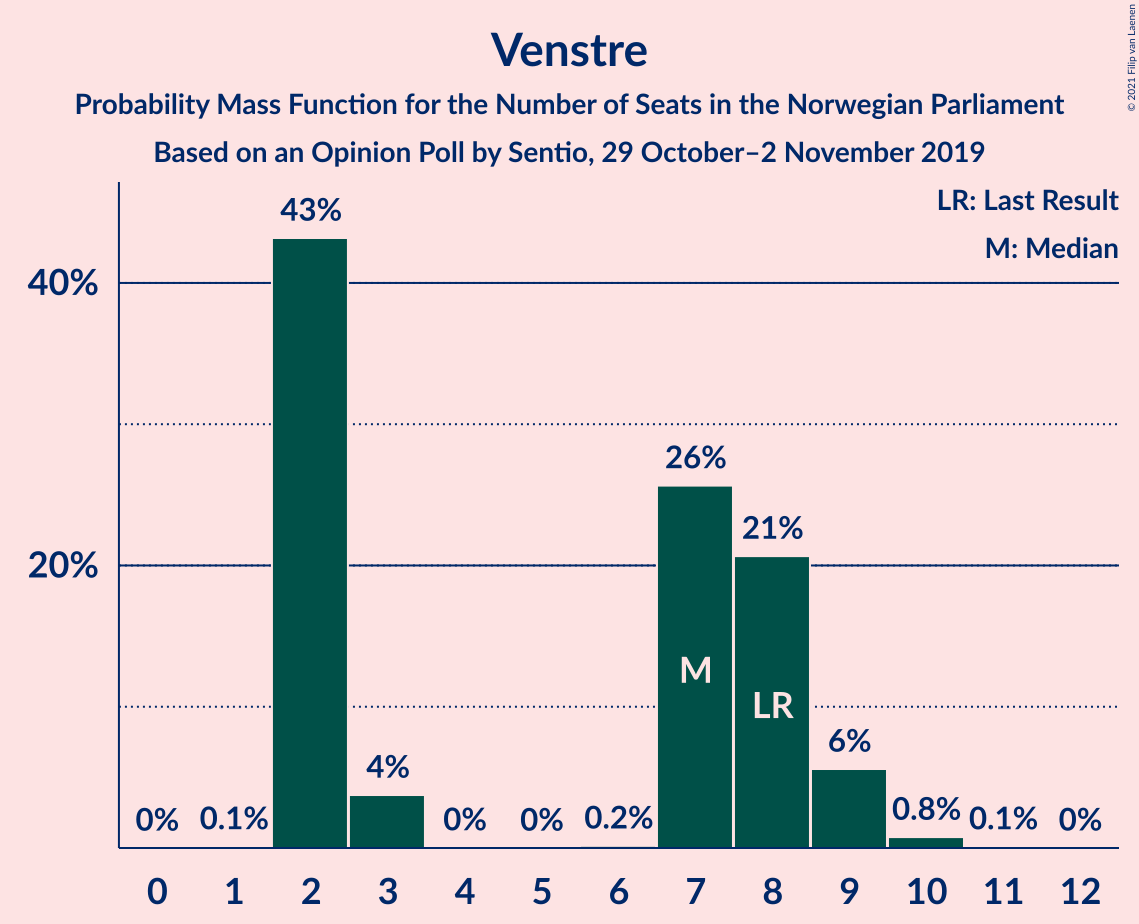 Venstre
Probability Mass Function for the Number of Seats in the Norwegian Parliament
Based on an Opinion Poll by Sentio, 29 October–2 November 2019
© 2021 Filip van Laenen
LR: Last Result
M: Median
40%
20%
0% 0.1% 43% 4% 0% 0% 0.2% 26% 21% 6% 0.8% 0.1% 0%
M
LR
0 1 2 3 4 5 6 7 8 9 10 11 12